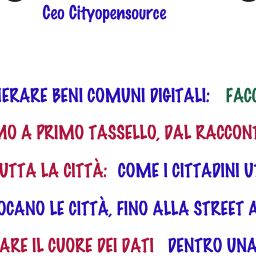 Ceo Cityopensource
ERARE BENI COMUNI DIGITALI: FACC
MO A PRIMO TASSELLO, DAL RACCONT
UTTA LA CITTÀ: COME I CITTADINI U
OCANO LE CITTÀ, FINO ALLA STREET A
ARE IL CUORE DEI DATI DENTRO UNA